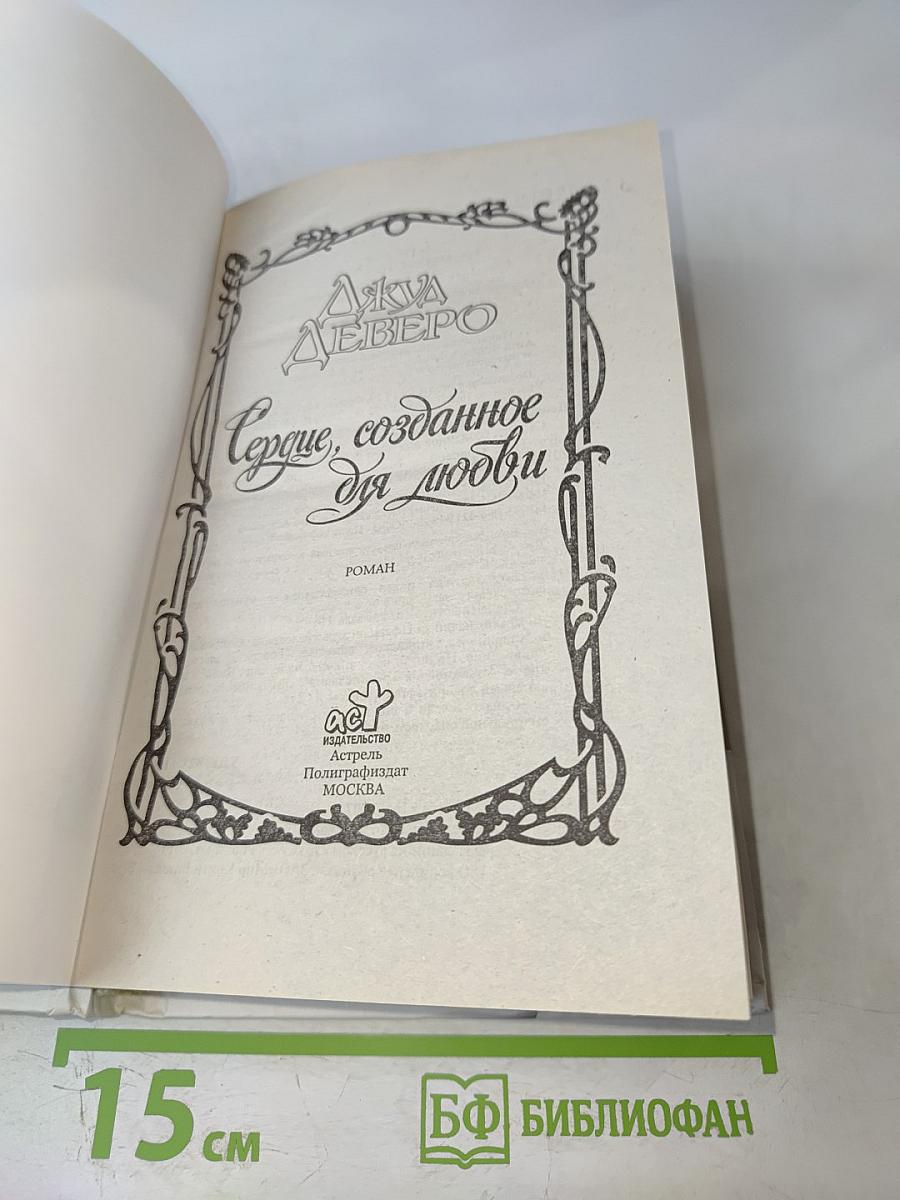 Джуд
Деверо
Сердце, созданное
для любви
РОМАН
аст
ИЗДАТЕЛЬСТВО
Астрель
Полиграфиздат
МОСКВА
15 см
БФ БИБЛИОФАН